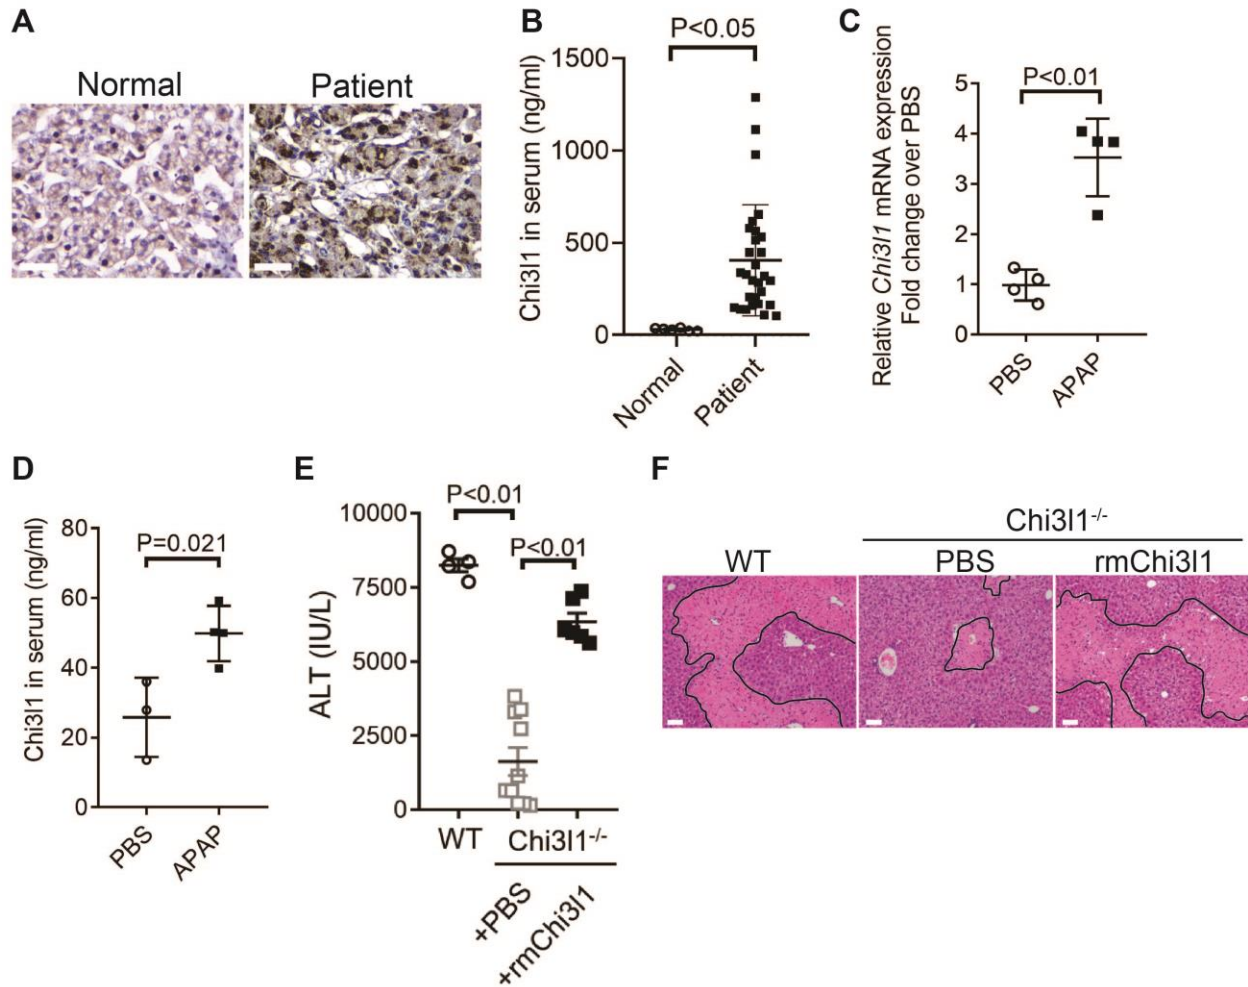 A
Normal
Patient
B
P<0.05
Chi3l1 in serum (ng/ml)
1500
1000
500
0
Normal
Patient
C
P<0.01
Relative Chi3l1 mRNA expression
Fold change over PBS
5
4
3
2
1
0
PBS
APAP
D
P=0.021
Chi3l1 in serum (ng/ml)
80
60
40
20
0
PBS
APAP
E
P<0.01
P<0.01
ALT (IU/L)
10000
7500
5000
2500
0
WT
Chi3l1-/-
+PBS
+rmChi3l1
F
Chi3l1-/-
WT
PBS
rmChi3l1